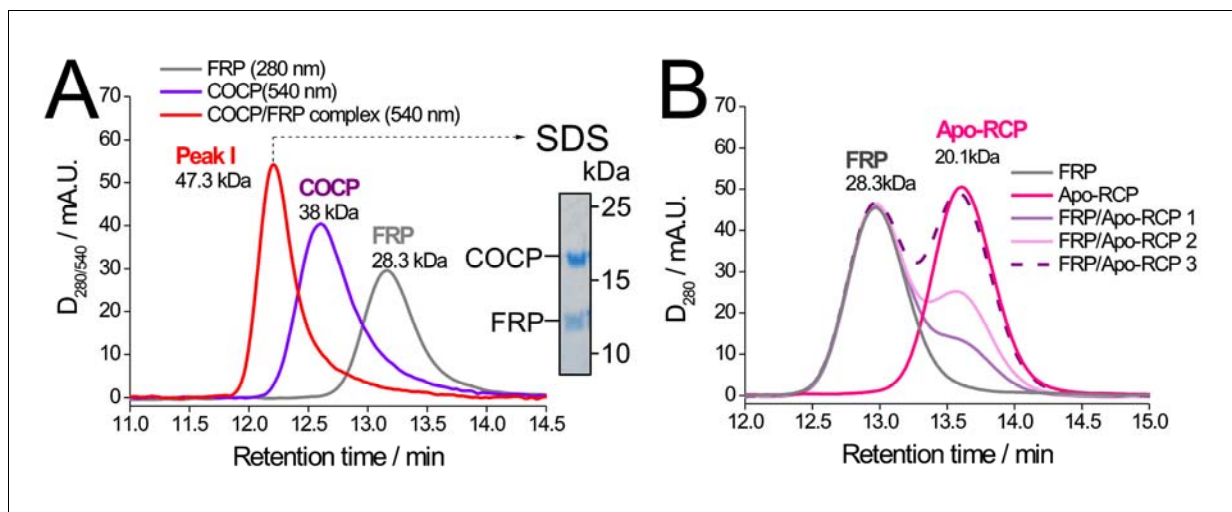 A
FRP (280 nm)
COCP(540 nm)
COCP/FRP complex (540 nm)
Peak I
47.3 kDa
COCP
38 kDa
FRP
28.3 kDa
SDS
kDa
25
COCP
15
FRP
10
D280/540 / mA.U.
70
60
50
40
30
20
10
0
11.0 11.5 12.0 12.5 13.0 13.5 14.0 14.5
Retention time / min
B
FRP
28.3kDa
Apo-RCP
20.1kDa
FRP
Apo-RCP
FRP/Apo-RCP 1
FRP/Apo-RCP 2
FRP/Apo-RCP 3
D280 / mA.U.
70
60
50
40
30
20
10
0
12.0 12.5 13.0 13.5 14.0 14.5 15.0
Retention time / min